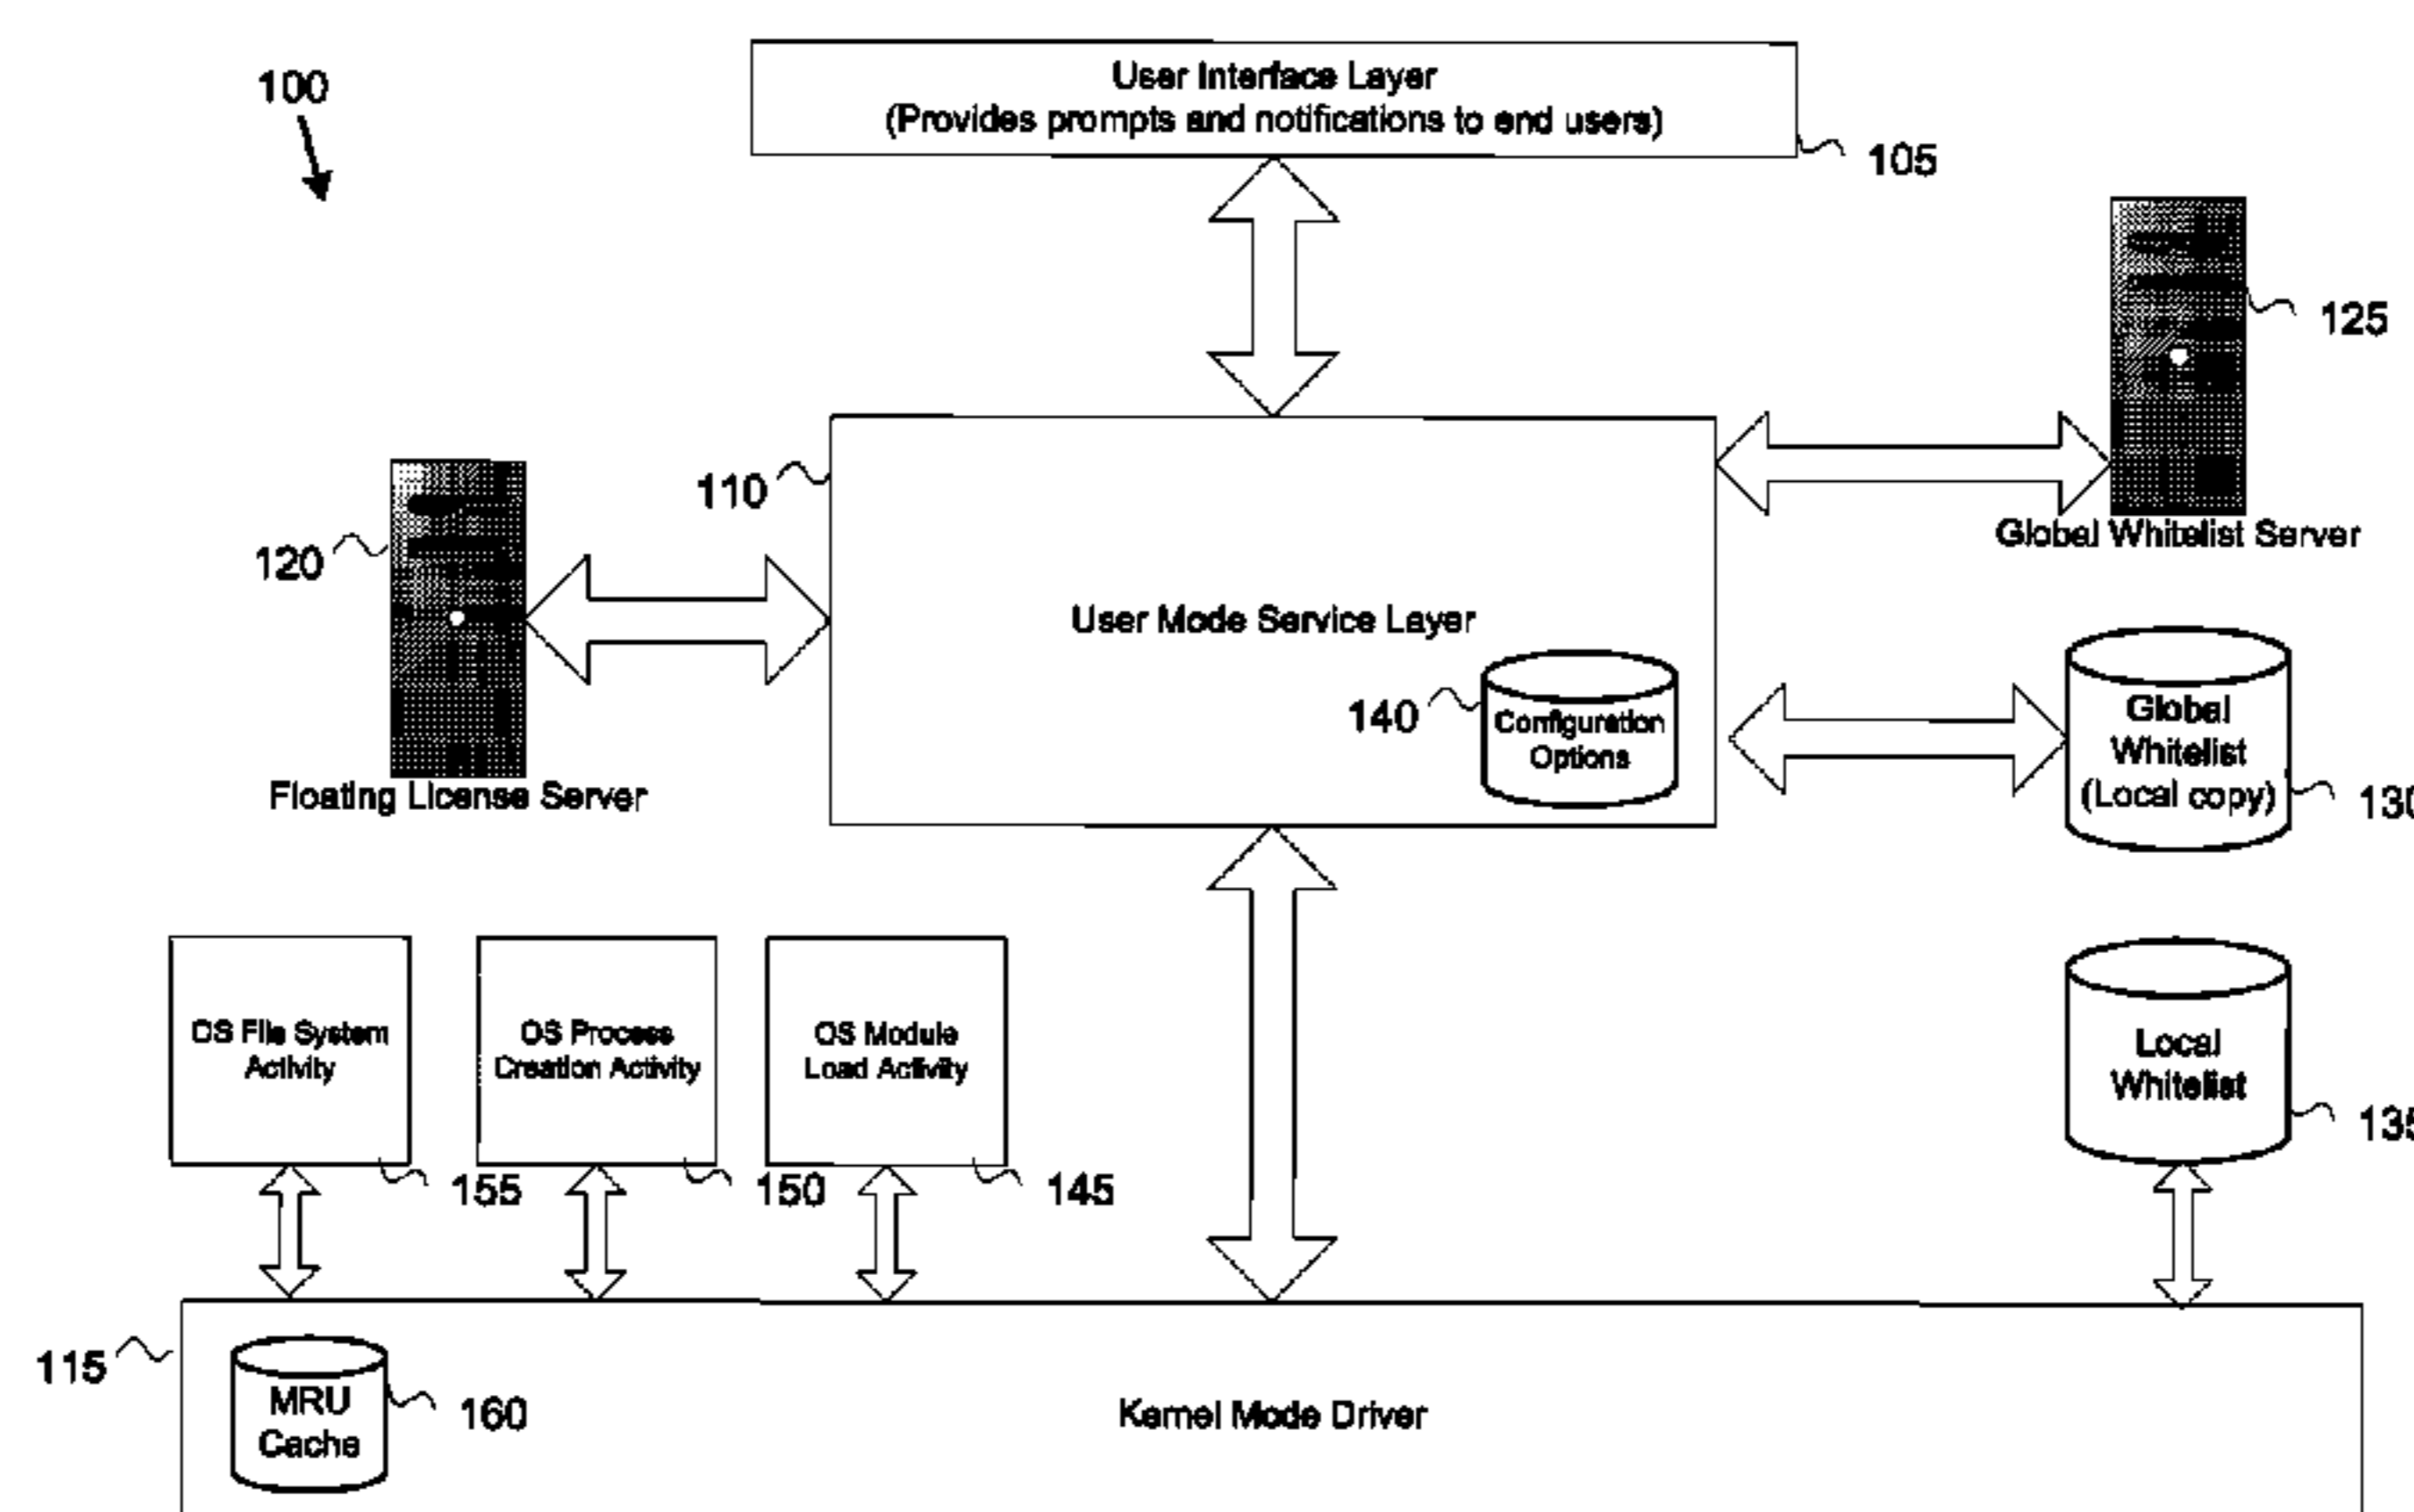 100
User Interface Layer
(Provides prompts and notifications to end users)
105
125
Global Whitelist Server
110
120
User Mode Service Layer
Floating License Server
140
Configuration
Options
Global
Whitelist
(Local copy)
130
OS File System
Activity
155
OS Process
Creation Activity
150
OS Module
Load Activity
145
Local
Whitelist
135
115
MRU
Cache
160
Kernel Mode Driver